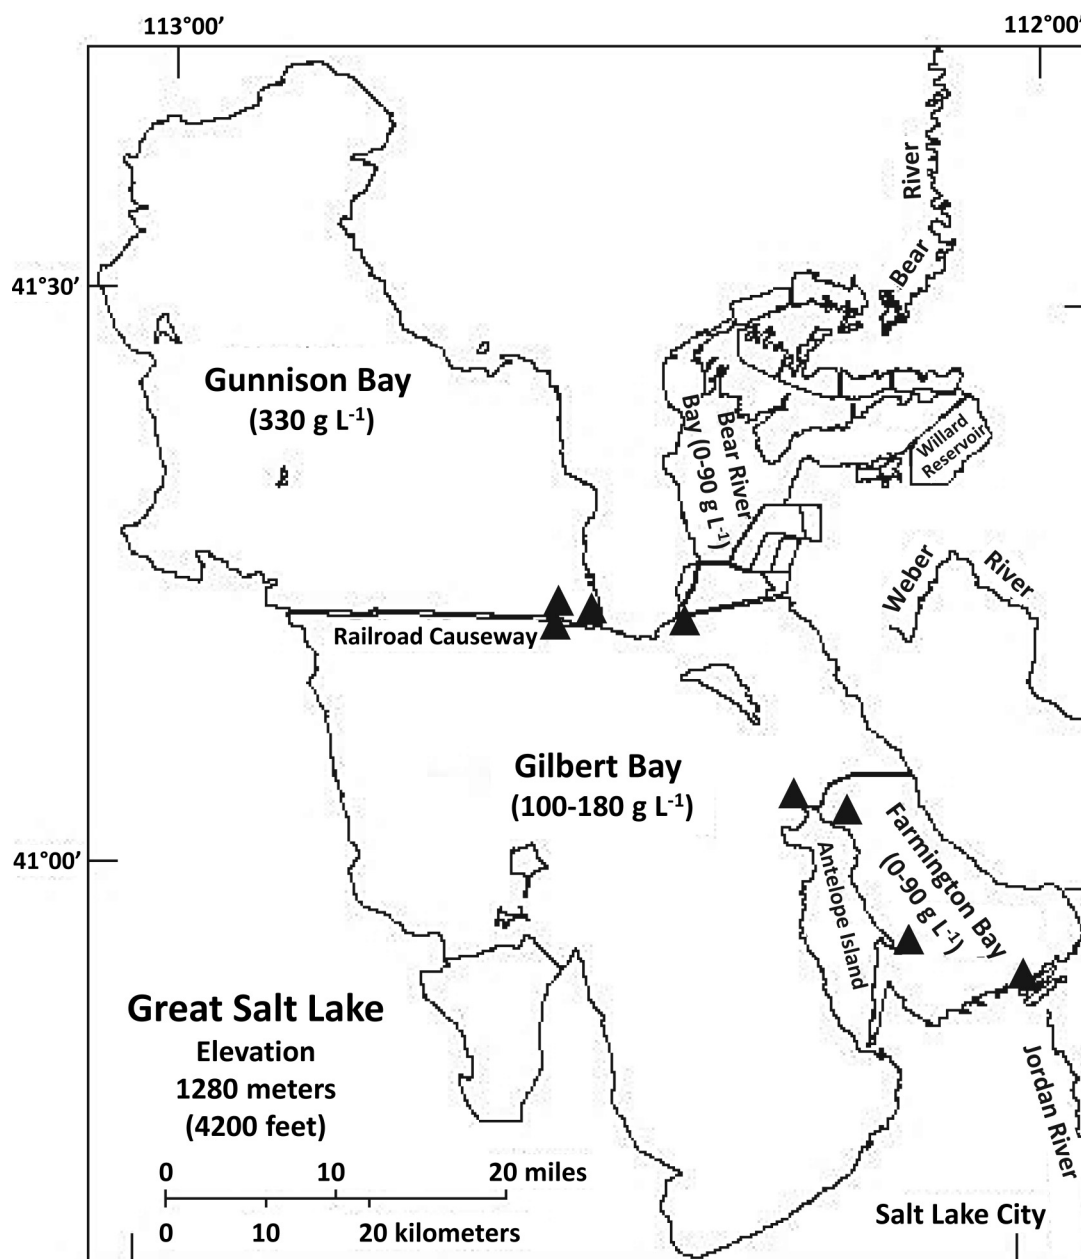 113°00'
112°00'
River
Bear
41°30'
Gunnison Bay
(330 g L⁻¹)
Bear River
Bay (0-90 g L⁻¹)
Willard
Reservoir
Weber
River
Railroad Causeway
Gilbert Bay
(100-180 g L⁻¹)
41°00'
Antelope Island
Farmington Bay
(0-90 g L⁻¹)
Great Salt Lake
Elevation
1280 meters
(4200 feet)
Jordan River
0 10 20 miles
0 10 20 kilometers
Salt Lake City